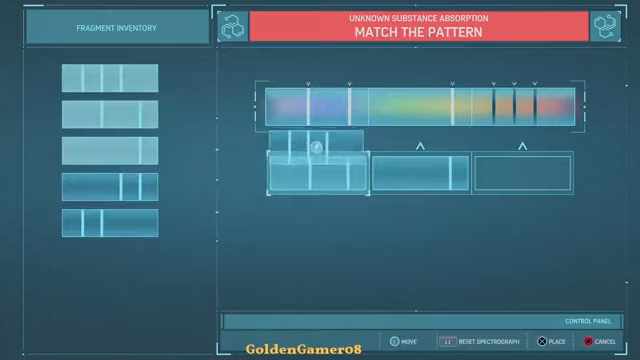 FRAGMENT INVENTORY
UNKNOWN SUBSTANCE ABSORPTION
MATCH THE PATTERN
CONTROL PANEL
MOVE
RESET SPECTROGRAPH
PLACE
CANCEL
GoldenGamer08